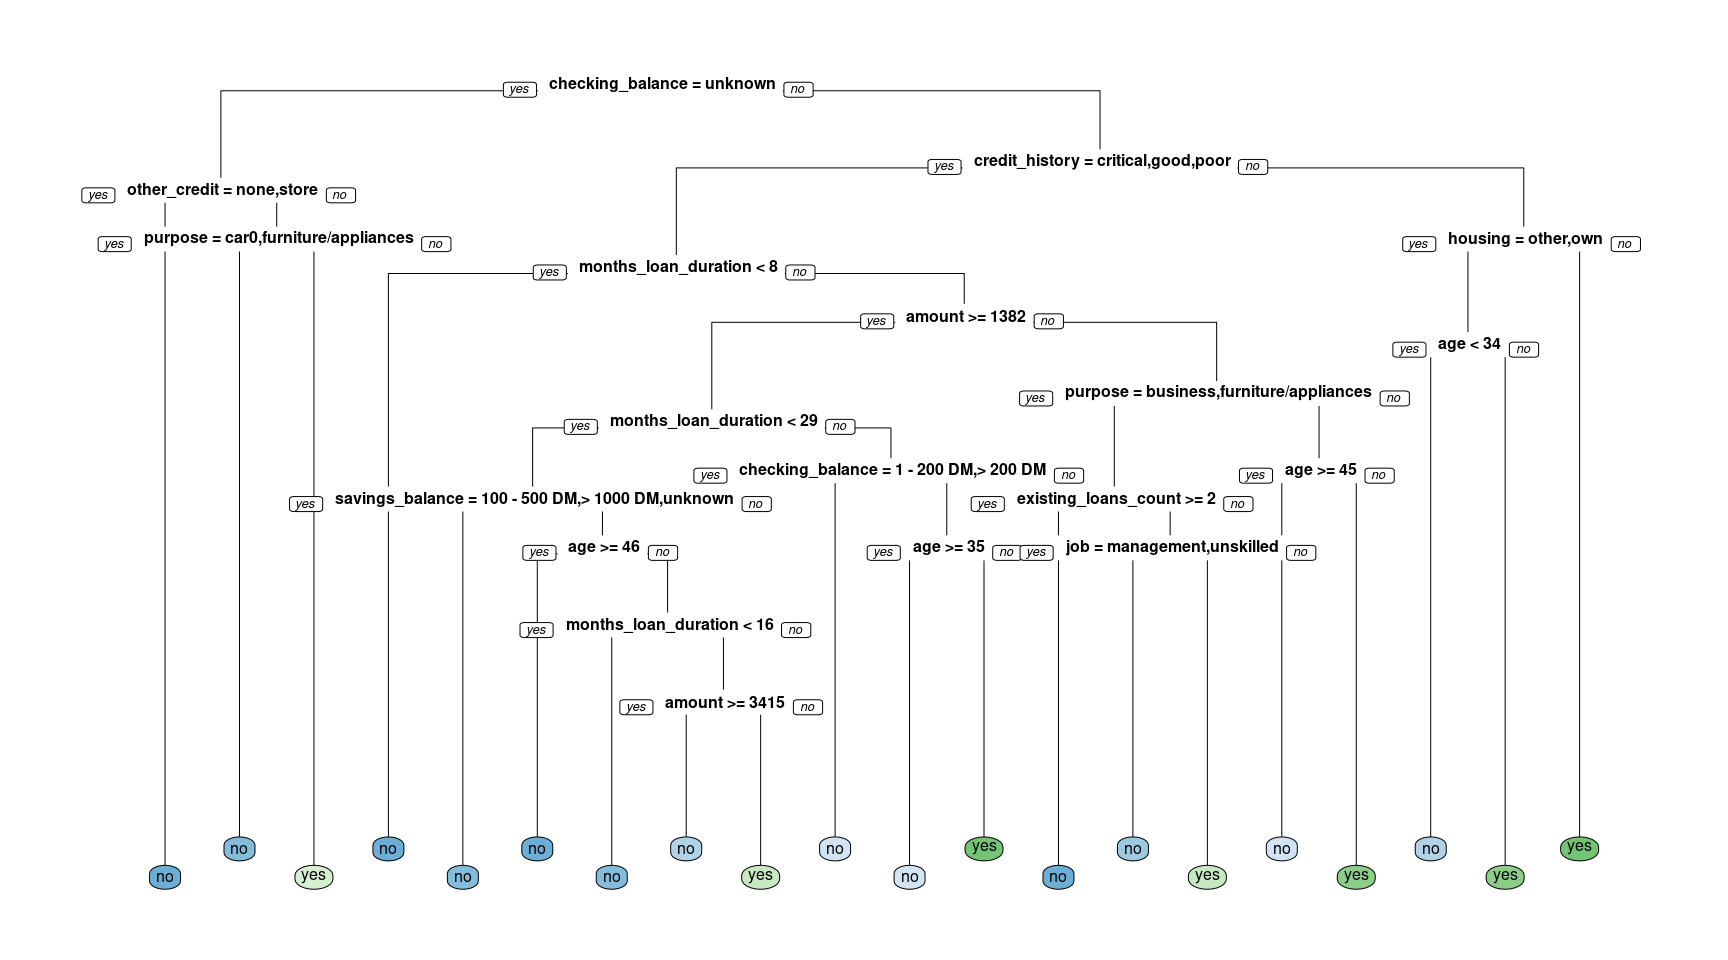 yes checking_balance = unknown no
yes credit_history = critical,good,poor no
yes other_credit = none,store no
yes purpose = car0,furniture/appliances no
yes housing = other,own no
yes months_loan_duration < 8 no
yes amount >= 1382 no
yes age < 34 no
yes purpose = business,furniture/appliances no
yes months_loan_duration < 29 no
yes checking_balance = 1 - 200 DM,> 200 DM no
yes age >= 45 no
yes savings_balance = 100 - 500 DM,> 1000 DM,unknown no
yes existing_loans_count >= 2 no
yes age >= 46 no
yes age >= 35 no
yes job = management,unskilled no
yes months_loan_duration < 16 no
yes amount >= 3415 no
no no no no no yes no no no yes
no yes no no yes no no yes yes yes